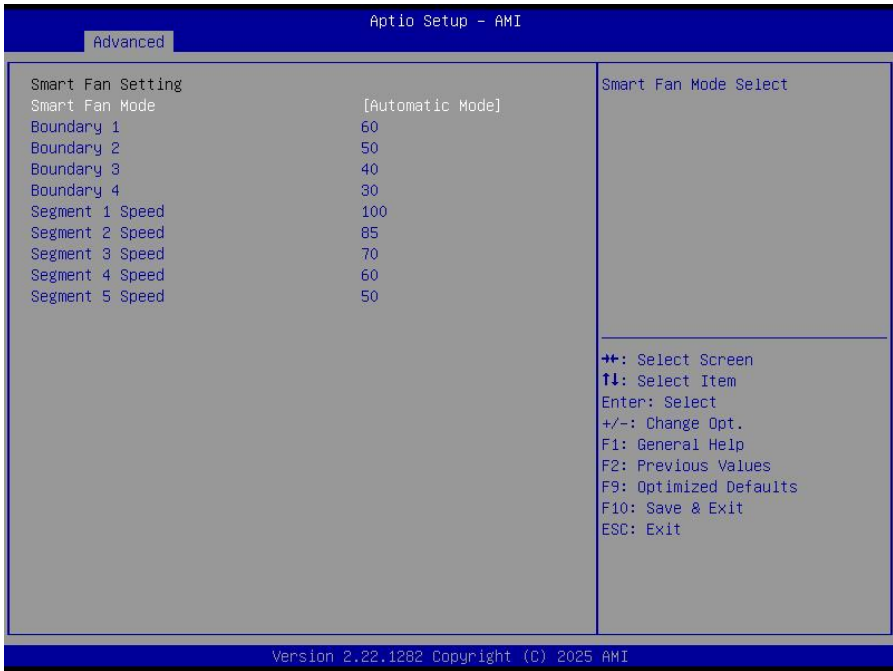 Aptio Setup – AMI
Advanced
Smart Fan Setting
Smart Fan Mode [Automatic Mode]
Boundary 1 60
Boundary 2 50
Boundary 3 40
Boundary 4 30
Segment 1 Speed 100
Segment 2 Speed 85
Segment 3 Speed 70
Segment 4 Speed 60
Segment 5 Speed 50
Smart Fan Mode Select
→←: Select Screen
↑↓: Select Item
Enter: Select
+/-: Change Opt.
F1: General Help
F2: Previous Values
F9: Optimized Defaults
F10: Save & Exit
ESC: Exit
Version 2.22.1282 Copyright (C) 2025 AMI